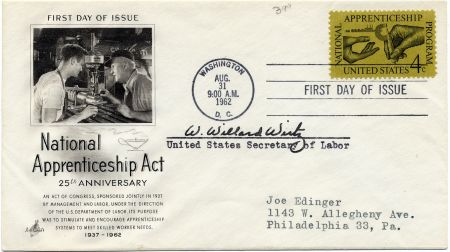 FIRST DAY OF ISSUE
National
Apprenticeship Act
25th ANNIVERSARY
AN ACT OF CONGRESS, SPONSORED JOINTLY IN 1937
BY MANAGEMENT AND LABOR, UNDER THE DIRECTION
OF THE U.S. DEPARTMENT OF LABOR, ITS PURPOSE
WAS TO STIMULATE AND ENCOURAGE APPRENTICESHIP
SYSTEMS TO MEET SKILLED WORKER NEEDS.
1937-1962
WASHINGTON
AUG.
31
9:00 A.M.
1962
D. C.
NATIONAL APPRENTICESHIP PROGRAM
UNITED STATES 4c
FIRST DAY OF ISSUE
W. Willard Wirtz
United States Secretary of Labor
Joe Edinger
1143 W. Allegheny Ave.
Philadelphia 33, Pa.